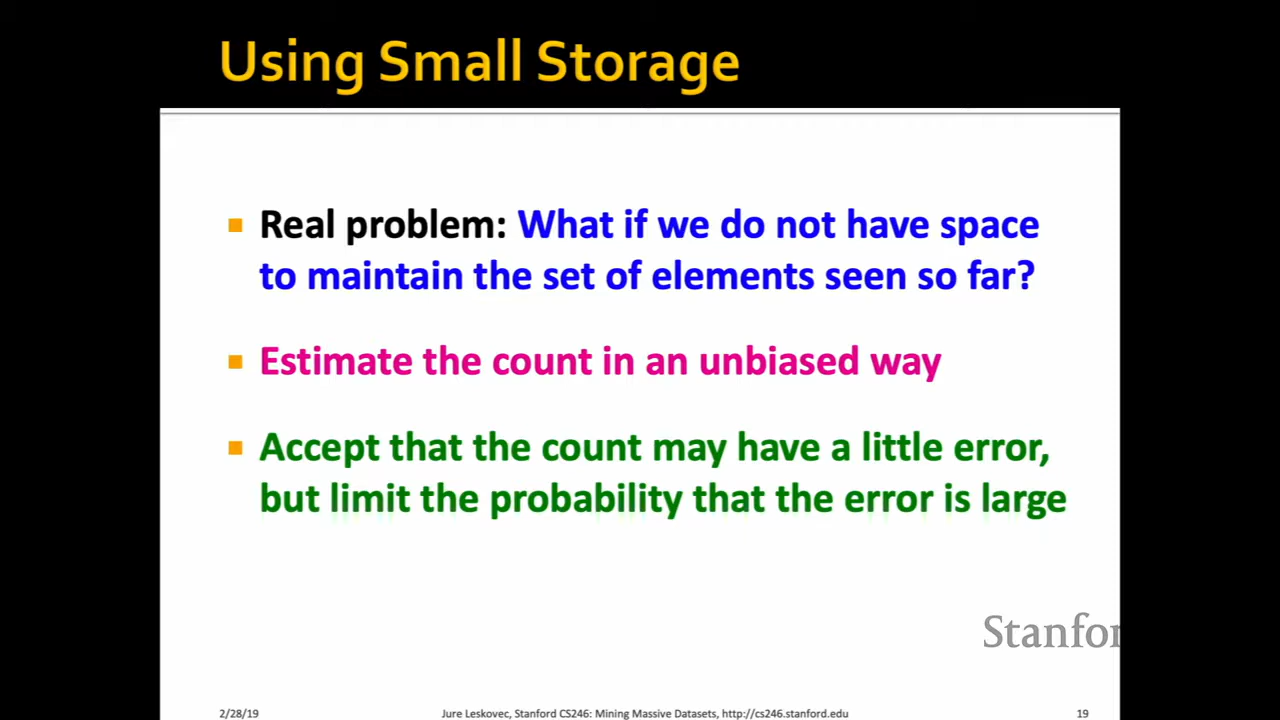 Using Small Storage
Real problem: What if we do not have space
to maintain the set of elements seen so far?
Estimate the count in an unbiased way
Accept that the count may have a little error,
but limit the probability that the error is large
Stanfor
2/28/19
Jure Leskovec, Stanford CS246: Mining Massive Datasets, http://cs246.stanford.edu
19